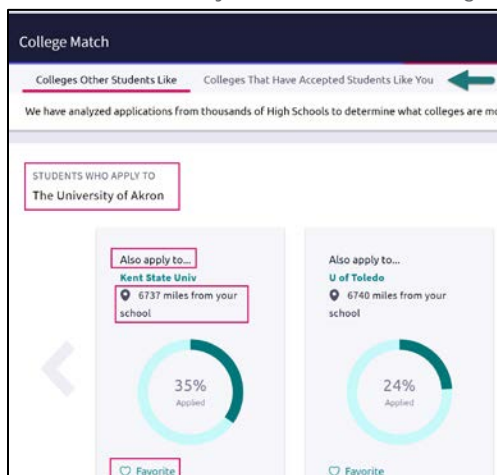 College Match
Colleges Other Students Like Colleges That Have Accepted Students Like You
We have analyzed applications from thousands of High Schools to determine what colleges are
STUDENTS WHO APPLY TO
The University of Akron
Also apply to...
Kent State Univ
6737 miles from your
school
35%
Applied
Favorite
Also apply to...
U of Toledo
6740 miles from your
school
24%
Applied
Favorite